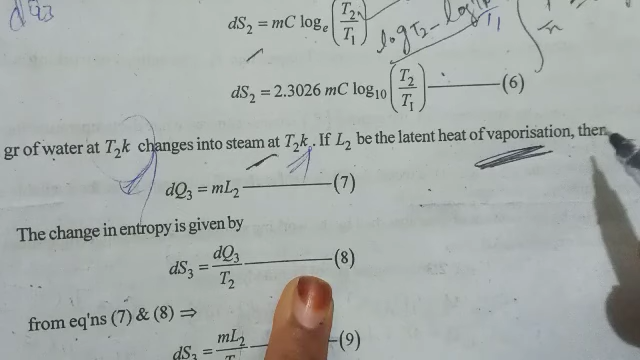 dQ3
dS₂ = mC logₑ (T₂/T₁)
log T₂ - log T₁
dS₂ = 2.3026 mC log₁₀ (T₂/T₁) ———(6)
gr of water at T₂k changes into steam at T₂k. If L₂ be the latent heat of vaporisation, then
dQ₃ = mL₂ ———(7)
The change in entropy is given by
dS₃ = dQ₃/T₂ ———(8)
from eq'ns (7) & (8) ⇒
dS₃ = mL₂/T ———(9)